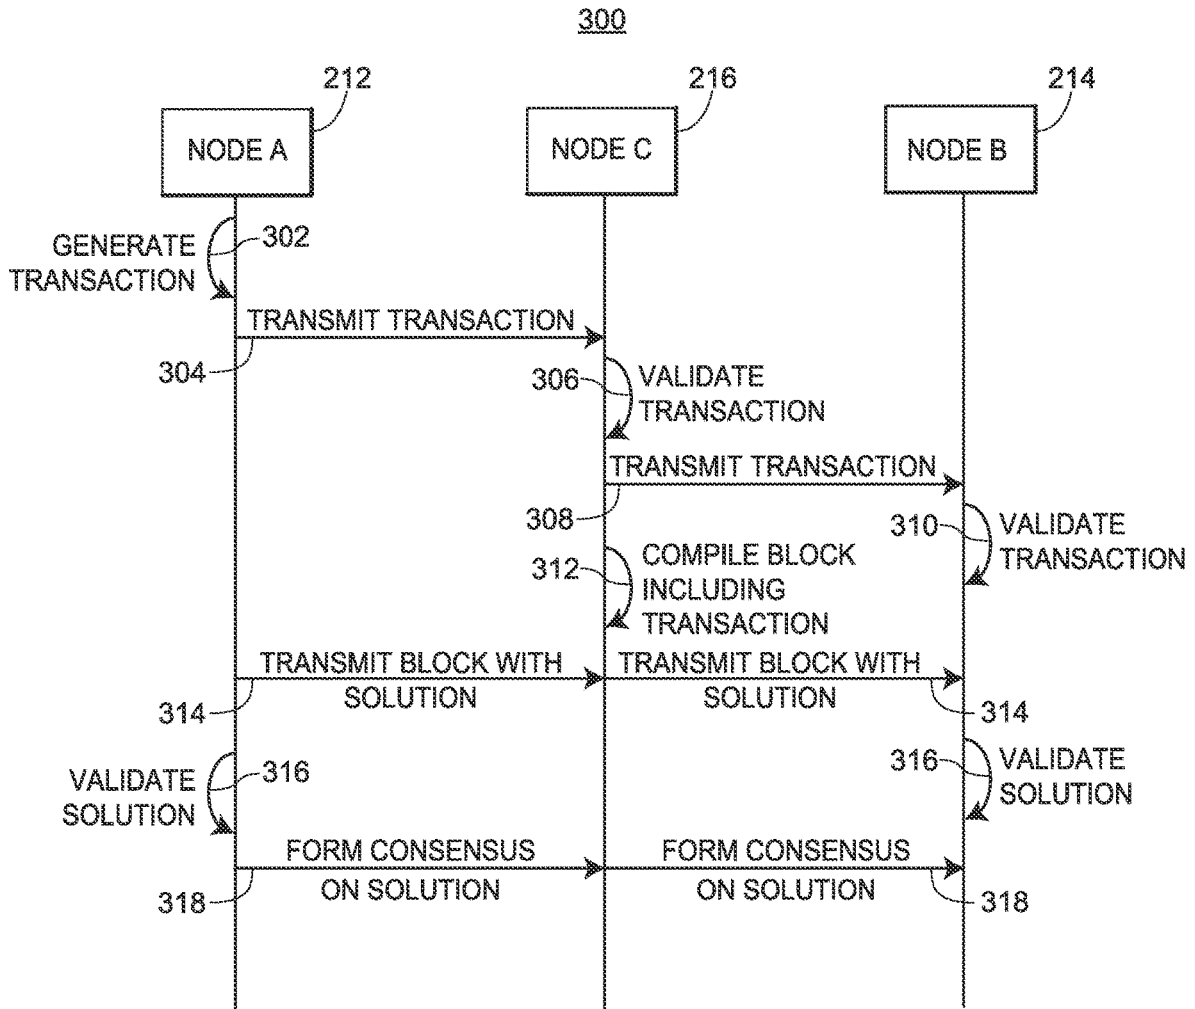 300
212
216
214
NODE A
NODE C
NODE B
GENERATE
TRANSACTION
302
TRANSMIT TRANSACTION
304
306
VALIDATE
TRANSACTION
TRANSMIT TRANSACTION
308
310
VALIDATE
TRANSACTION
312
COMPILE BLOCK
INCLUDING
TRANSACTION
TRANSMIT BLOCK WITH
SOLUTION
314
TRANSMIT BLOCK WITH
SOLUTION
314
VALIDATE
SOLUTION
316
316
VALIDATE
SOLUTION
FORM CONSENSUS
ON SOLUTION
318
FORM CONSENSUS
ON SOLUTION
318